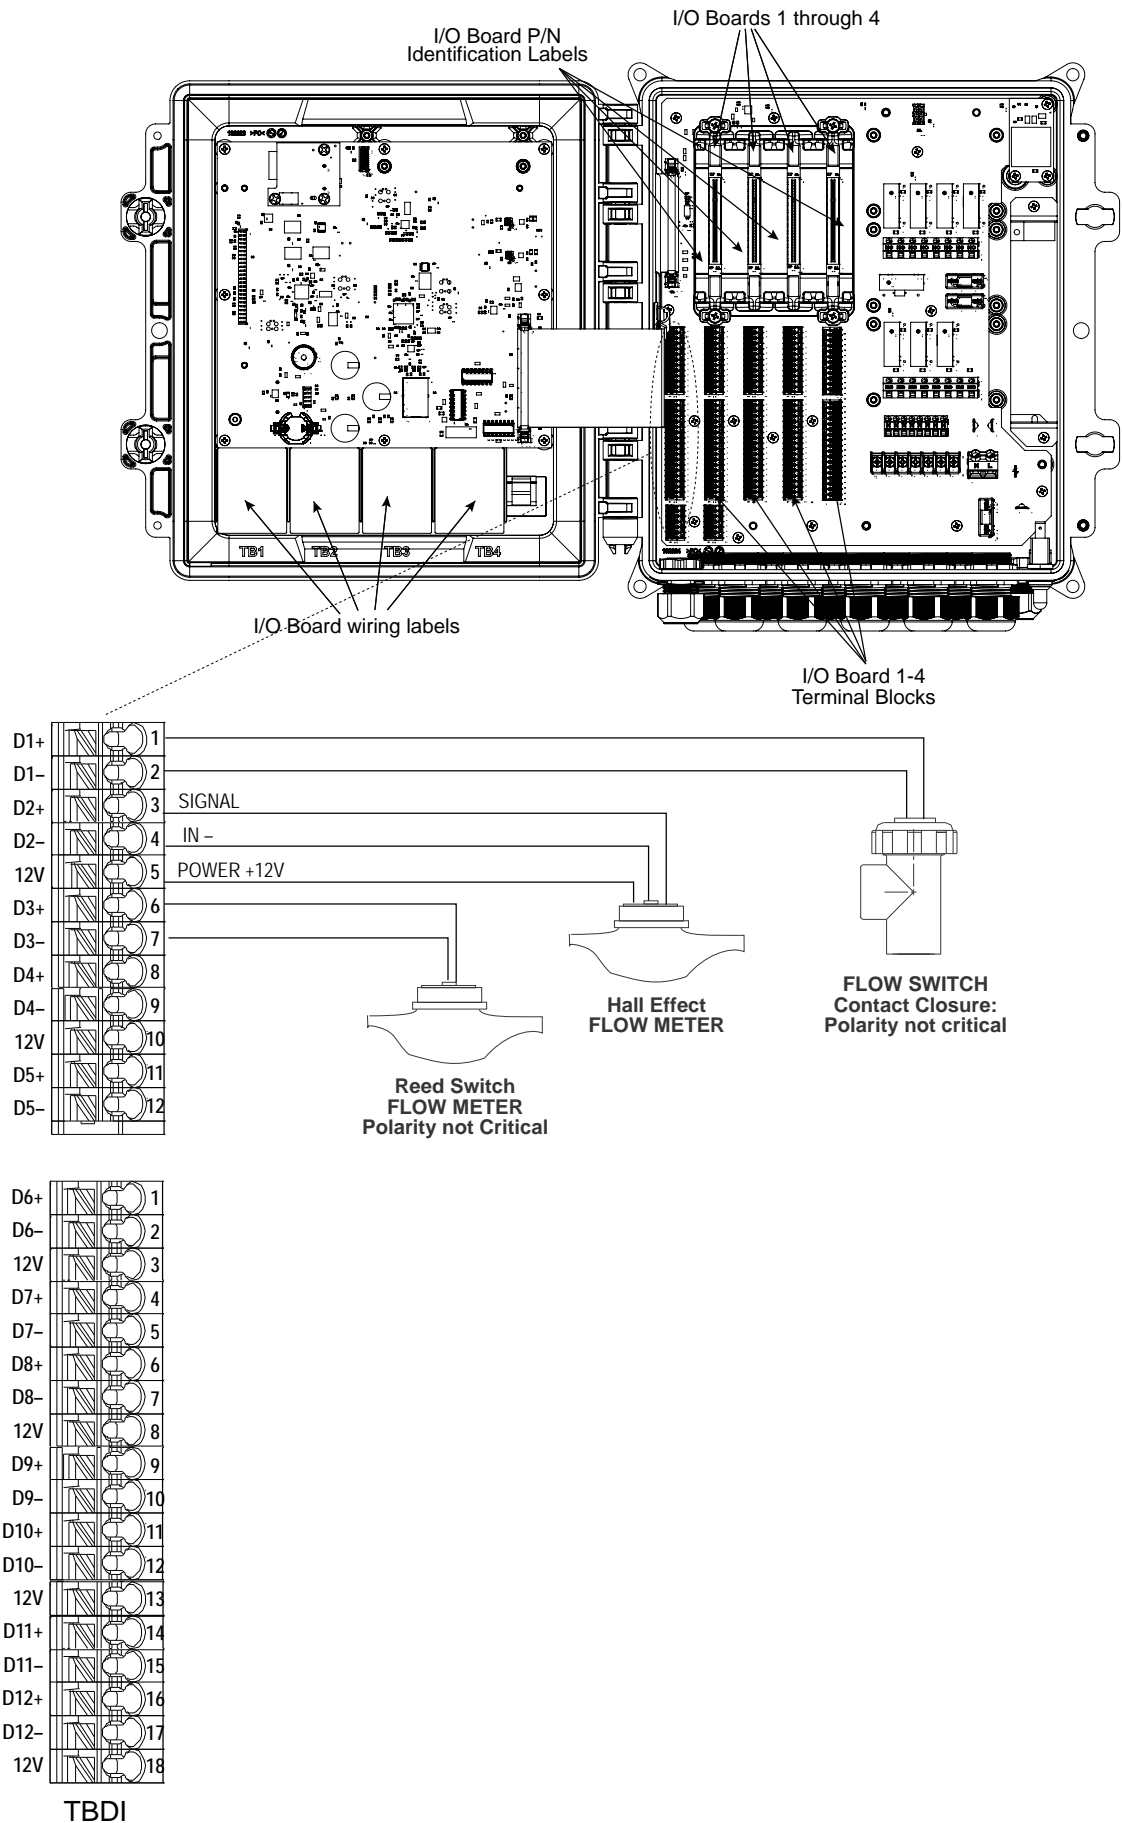 I/O Boards 1 through 4
I/O Board P/N
Identification Labels
TB1
TB2
TB3
TB4
N L
I/O Board wiring labels
I/O Board 1-4
Terminal Blocks
D1+ 1
D1– 2
D2+ 3 SIGNAL
D2– 4 IN –
12V 5 POWER +12V
D3+ 6
D3– 7
D4+ 8
D4– 9
12V 10
D5+ 11
D5– 12
FLOW SWITCH
Contact Closure:
Polarity not critical
Hall Effect
FLOW METER
Reed Switch
FLOW METER
Polarity not Critical
D6+ 1
D6– 2
12V 3
D7+ 4
D7– 5
D8+ 6
D8– 7
12V 8
D9+ 9
D9– 10
D10+ 11
D10– 12
12V 13
D11+ 14
D11– 15
D12+ 16
D12– 17
12V 18
TBDI